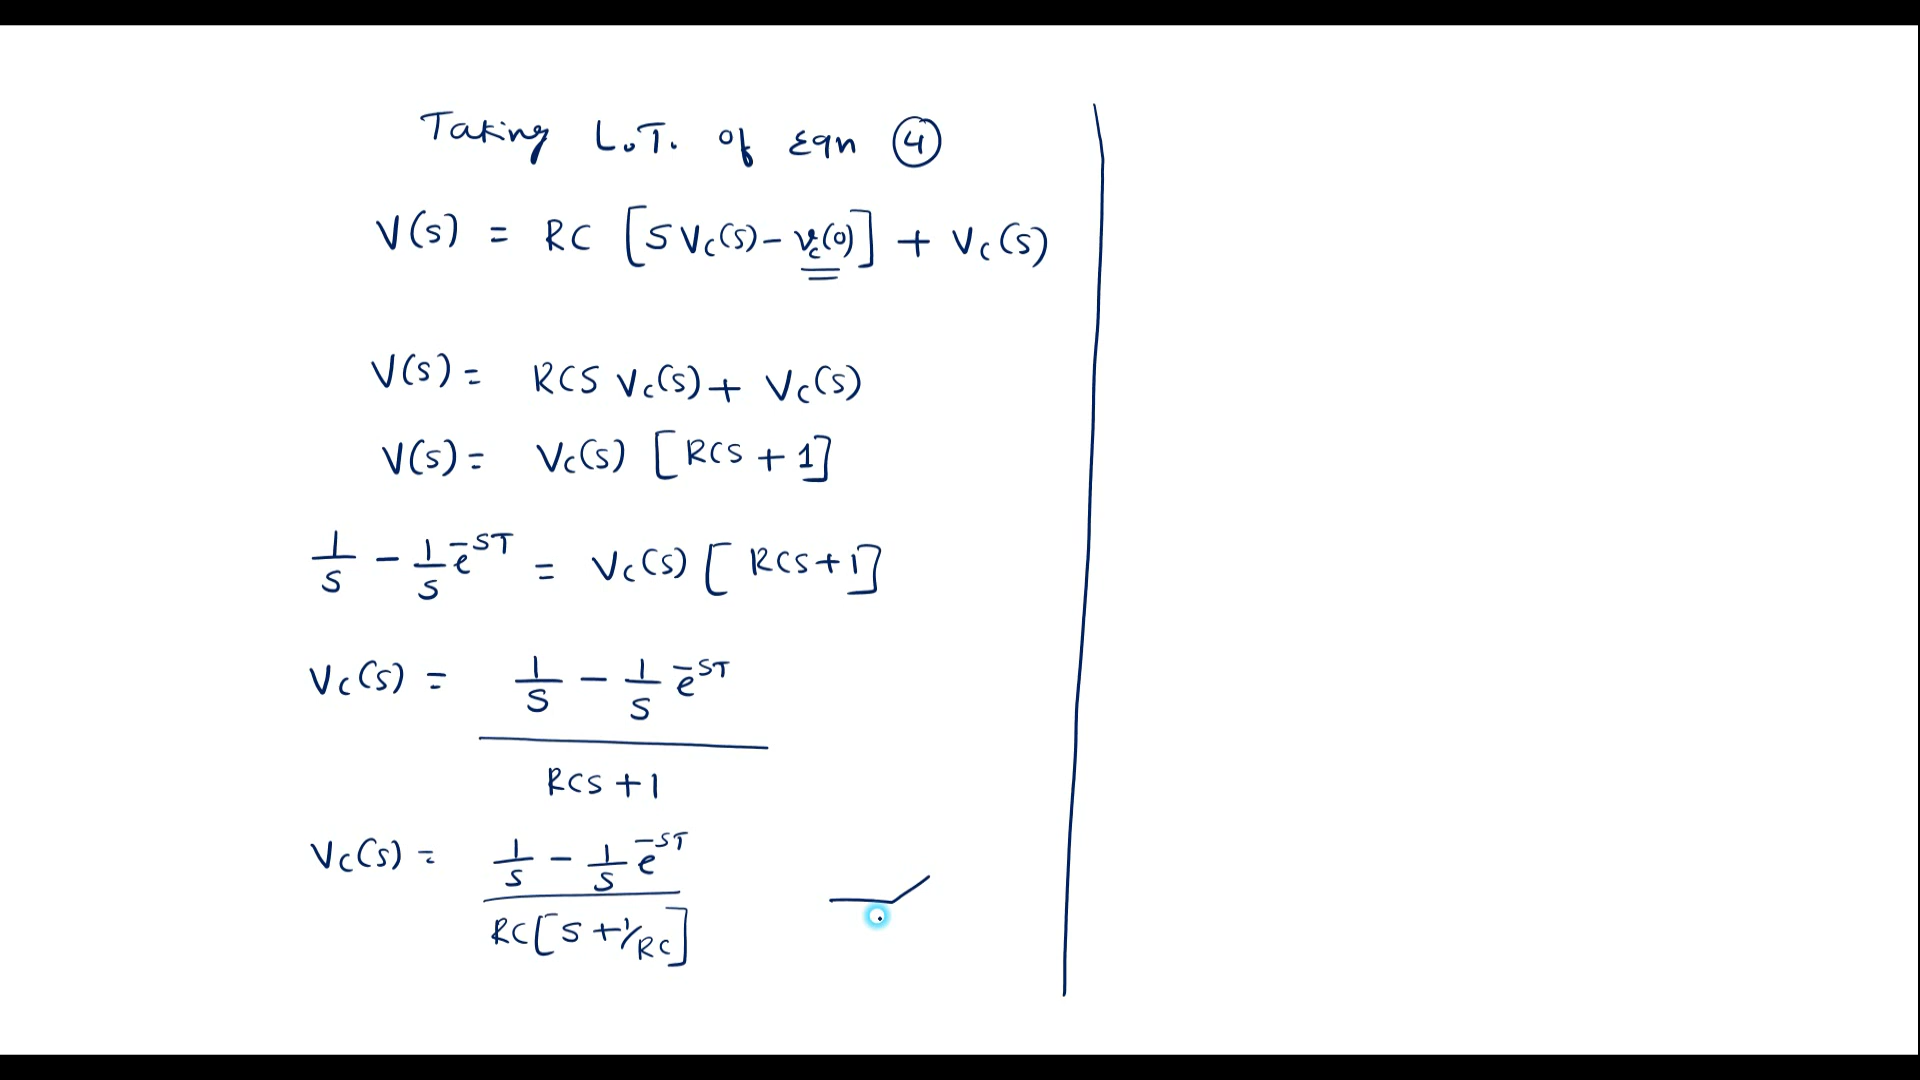 Taking L.T. of Eqn ④
V(s) = RC [S Vc(s) - vc(0)] + Vc(s)
V(s) = RCS Vc(s) + Vc(s)
V(s) = Vc(s) [RCS + 1]
1/s - 1/s e^-ST = Vc(s) [RCS + 1]
Vc(s) = 1/s - 1/s e^-ST
RCS + 1
Vc(s) = 1/s - 1/s e^-ST
RC[S + 1/RC]